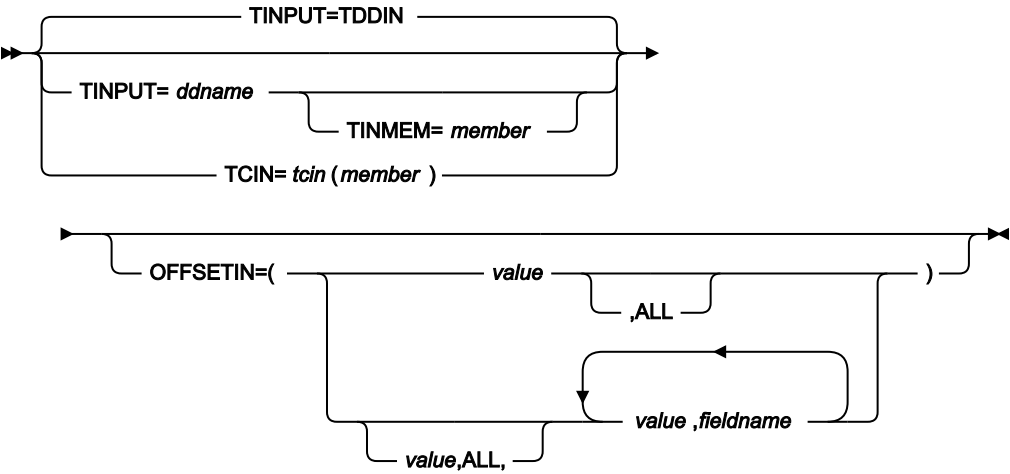 TINPUT=TDDIN
TINPUT= ddname
TINMEM= member
TCIN= tcin (member )
OFFSETIN=( value )
,ALL
value ,fieldname
value,ALL,